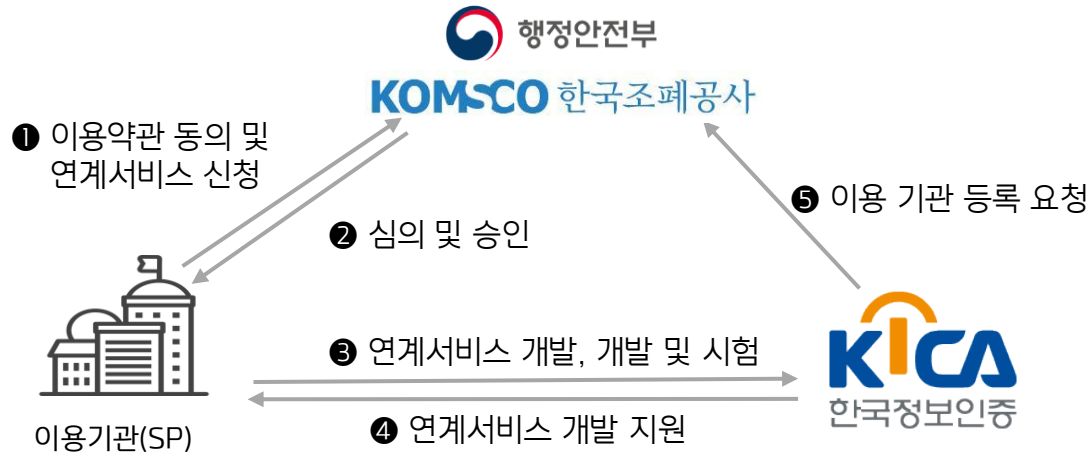 행정안전부
KOMSCO 한국조폐공사
❶ 이용약관 동의 및
연계서비스 신청
❺ 이용 기관 등록 요청
❷ 심의 및 승인
❸ 연계서비스 개발, 개발 및 시험
KICA
한국정보인증
❹ 연계서비스 개발 지원
이용기관(SP)